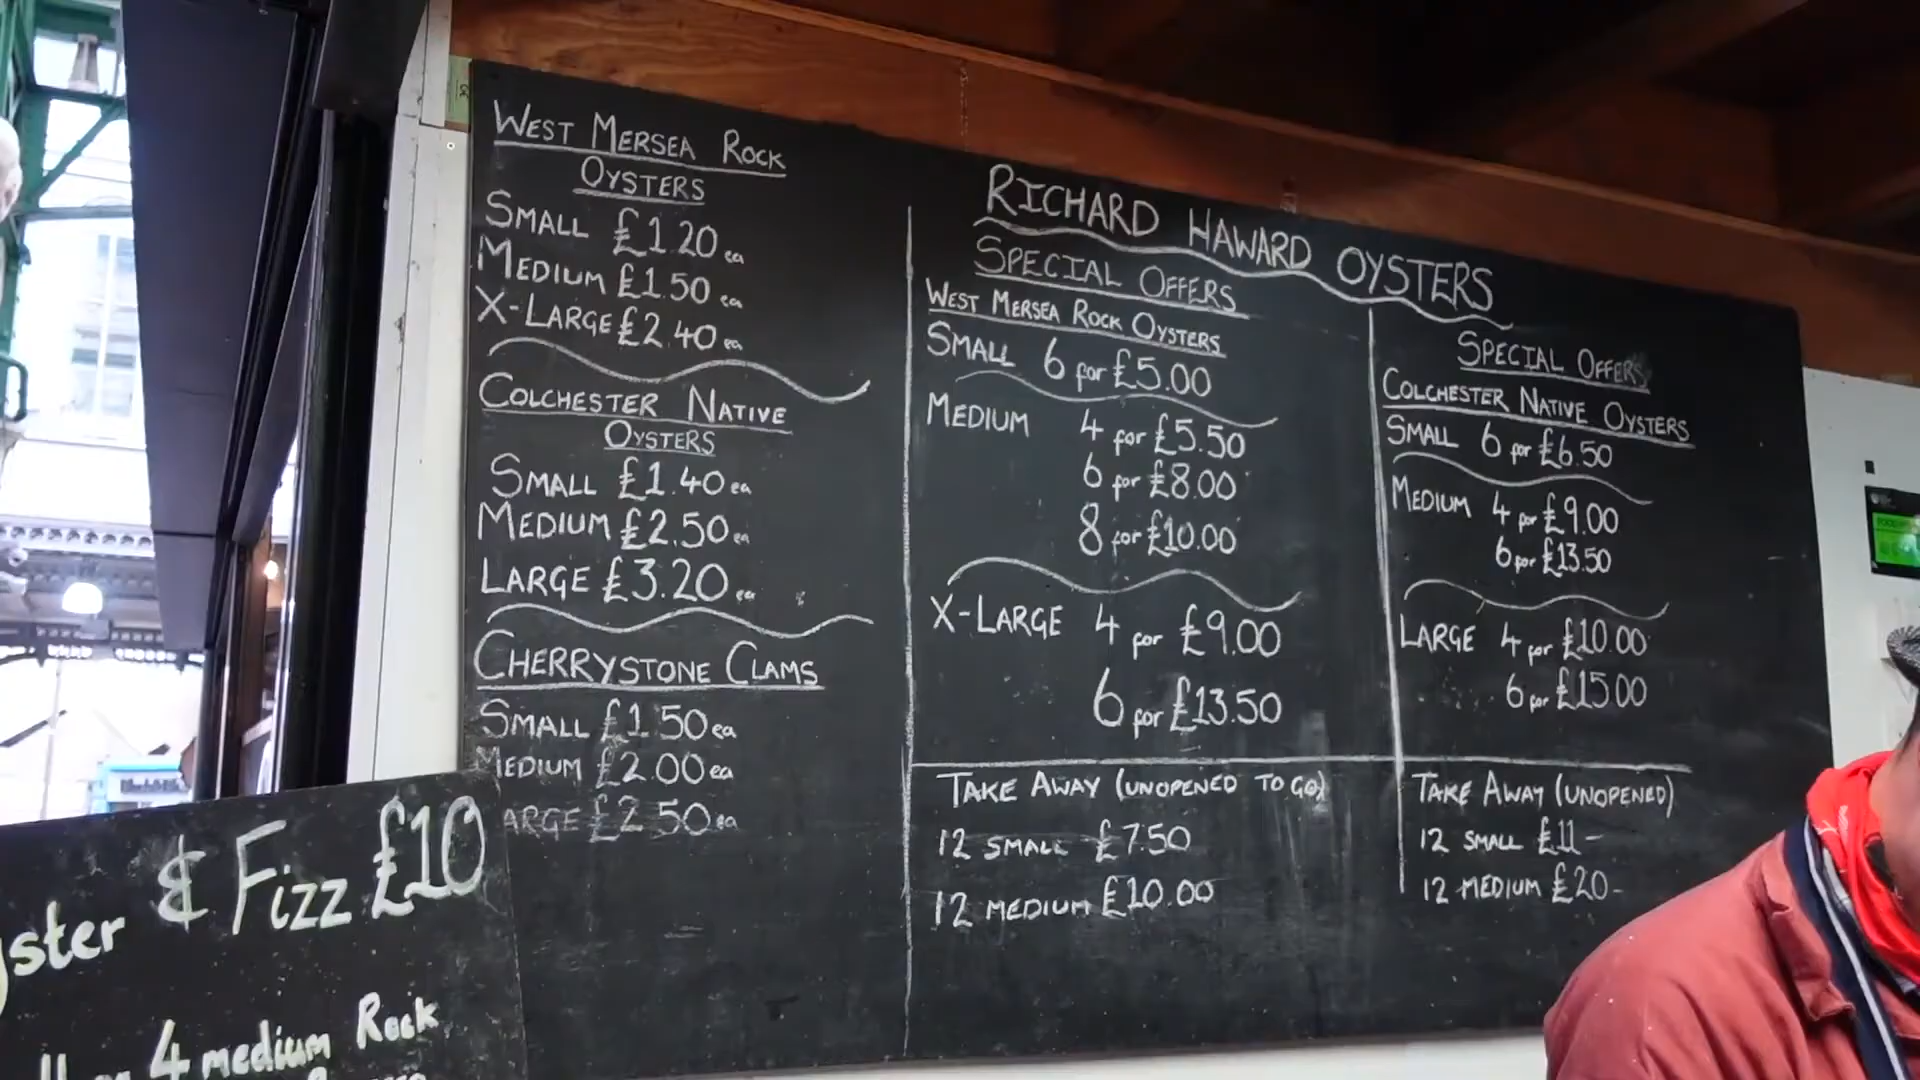 WEST MERSEA ROCK
OYSTERS
SMALL £1.20 ea
MEDIUM £1.50 ea
X-LARGE £2.40 ea
COLCHESTER NATIVE
OYSTERS
SMALL £1.40 ea
MEDIUM £2.50 ea
LARGE £3.20 ea
CHERRYSTONE CLAMS
SMALL £1.50 ea
MEDIUM £2.00 ea
ARGE £2.50 ea
RICHARD HAWARD OYSTERS
SPECIAL OFFERS
WEST MERSEA ROCK OYSTERS
SMALL 6 for £5.00
MEDIUM 4 for £5.50
6 for £8.00
8 for £10.00
X-LARGE 4 for £9.00
6 for £13.50
TAKE AWAY (UNOPENED TO GO)
12 SMALL £7.50
12 MEDIUM £10.00
SPECIAL OFFERS
COLCHESTER NATIVE OYSTERS
SMALL 6 for £6.50
MEDIUM 4 for £9.00
6 for £13.50
LARGE 4 for £10.00
6 for £15.00
TAKE AWAY (UNOPENED)
12 SMALL £11-
12 MEDIUM £20-
yster & Fizz £10
4 medium Rock